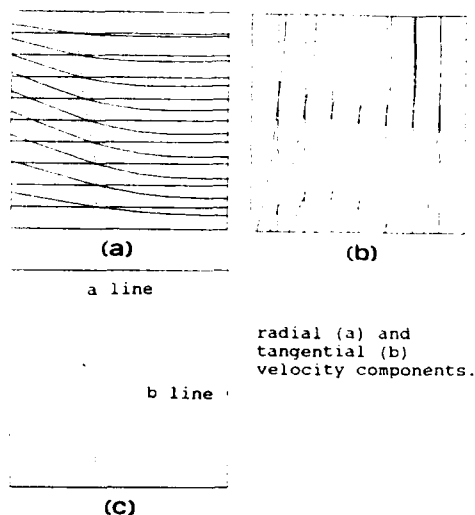 (a)
(b)
a line
b line
(c)
radial (a) and
tangential (b)
velocity components.